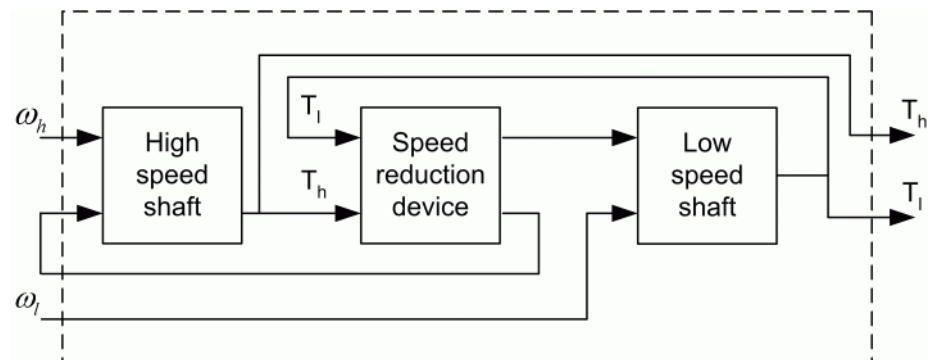 ω_h
High
speed
shaft
T_l
T_h
Speed
reduction
device
Low
speed
shaft
T_h
T_l
ω_l